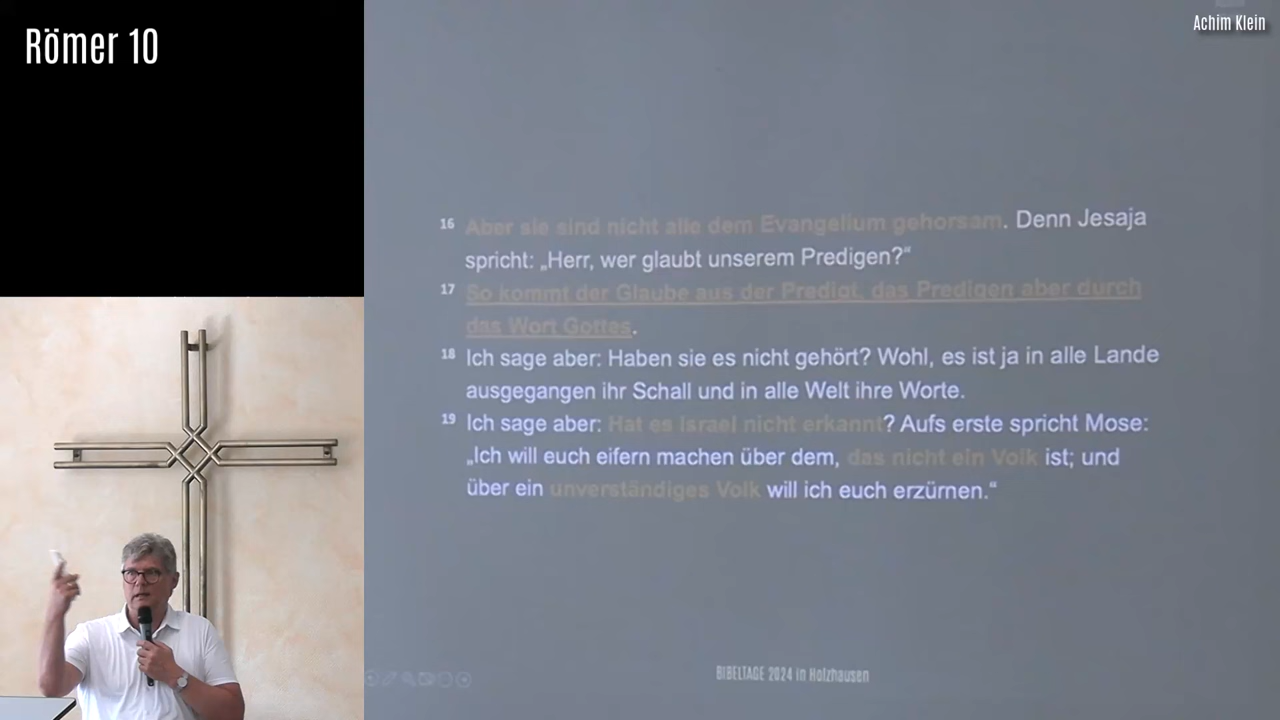 Römer 10
Achim Klein
16 Aber sie sind nicht alle dem Evangelium gehorsam. Denn Jesaja
spricht: „Herr, wer glaubt unserem Predigen?“
17 So kommt der Glaube aus der Predigt, das Predigen aber durch
das Wort Gottes.
18 Ich sage aber: Haben sie es nicht gehört? Wohl, es ist ja in alle Lande
ausgegangen ihr Schall und in alle Welt ihre Worte.
19 Ich sage aber: Hat es Israel nicht erkannt? Aufs erste spricht Mose:
„Ich will euch eifern machen über dem, das nicht ein Volk ist; und
über ein unverständiges Volk will ich euch erzürnen.“
BIBELTAGE 2024 in Holzhausen